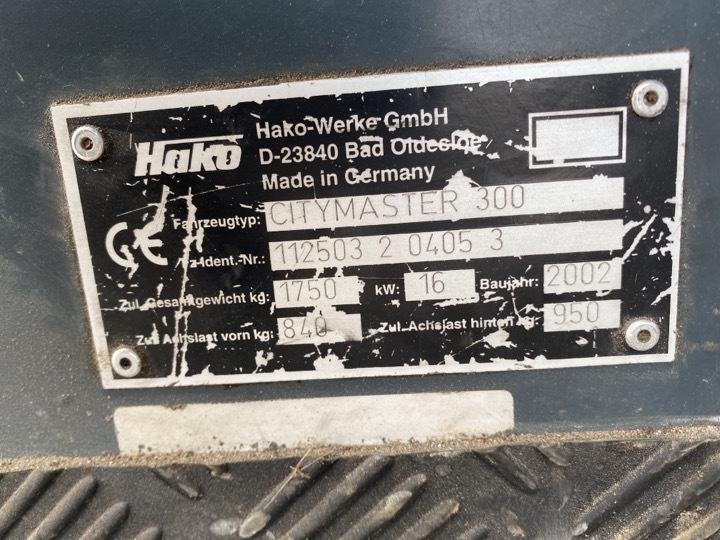 Hako
Hako-Werke GmbH
D-23840 Bad Oldesloe
Made in Germany
CE
Fahrzeugtyp: CITYMASTER 300
Fz-Ident.-Nr.: 112503 2 0405 3
Zul. Gesamtgewicht kg: 1750 kW: 16 Baujahr: 2002
Zul. Achslast vorn kg: 840 Zul. Achslast hinten kg: 950